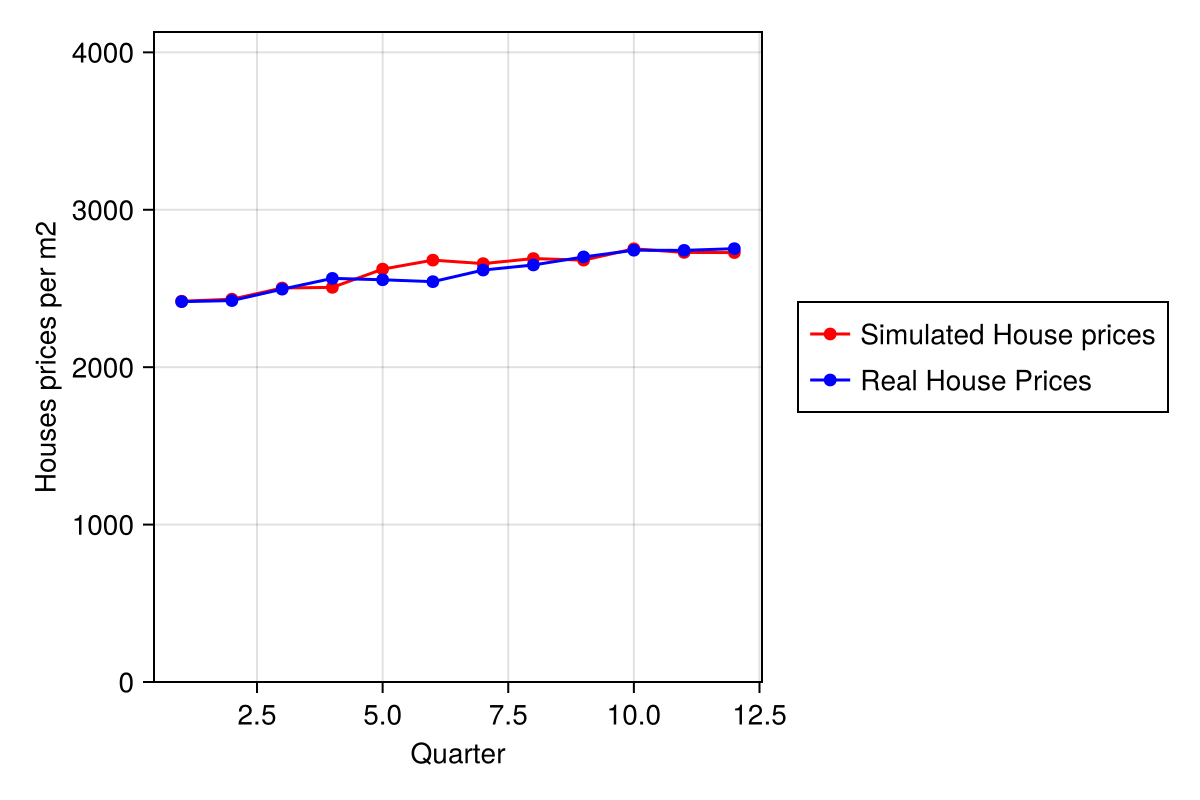 4000
3000
2000
1000
0
Houses prices per m2
2.5 5.0 7.5 10.0 12.5
Quarter
Simulated House prices
Real House Prices